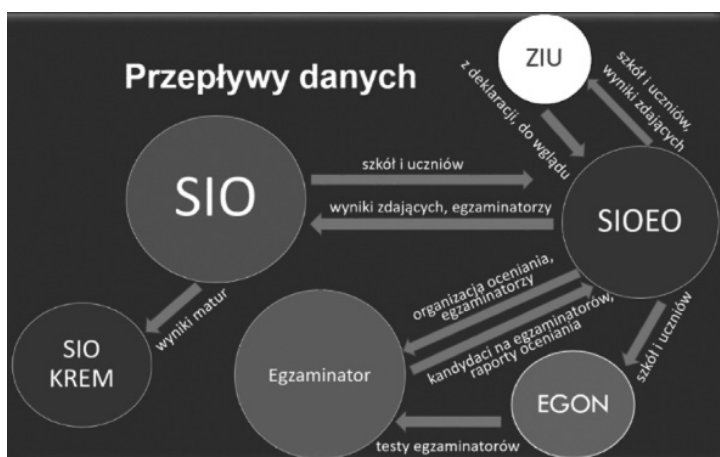 Przepływy danych
ZIU
z deklaracji, do wglądu
szkół i uczniów,
wyniki zdających
SIO
szkół i uczniów
wyniki zdających, egzaminatorzy
SIOEO
wyniki matur
SIO
KREM
organizacja oceniania,
egzaminatorzy
kandydaci na egzaminatorów,
raporty oceniania
szkół i uczniów
Egzaminator
EGON
testy egzaminatorów